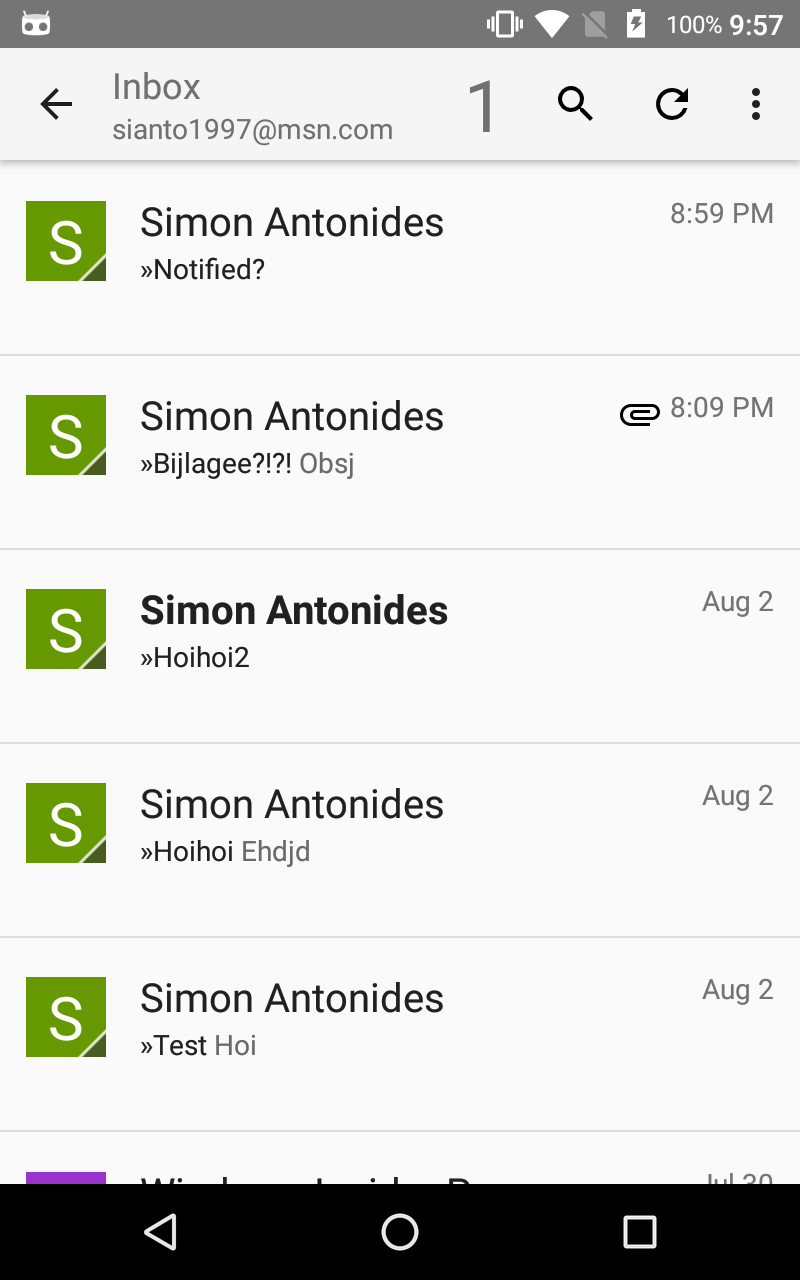 100% 9:57
Inbox
sianto1997@msn.com
1
S
Simon Antonides
8:59 PM
»Notified?
S
Simon Antonides
8:09 PM
»Bijlagee?!?! Obsj
S
Simon Antonides
Aug 2
»Hoihoi2
S
Simon Antonides
Aug 2
»Hoihoi Ehdjd
S
Simon Antonides
Aug 2
»Test Hoi
Jul 30